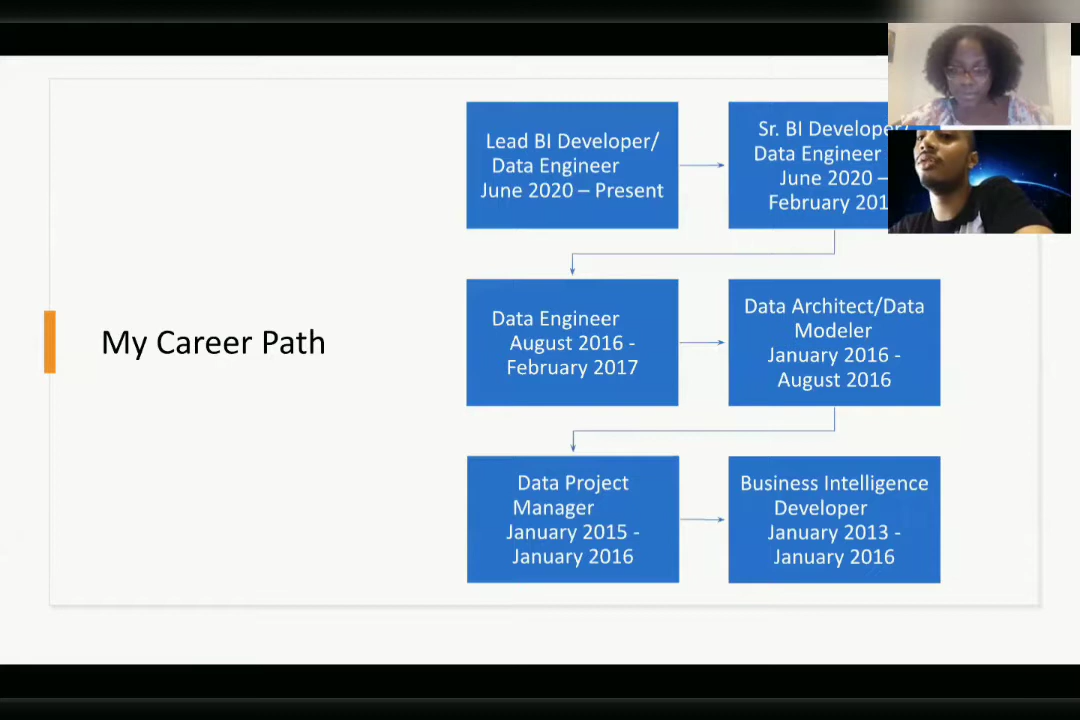 My Career Path
Lead BI Developer/
Data Engineer
June 2020 – Present
Sr. BI Developer/
Data Engineer
June 2020 –
February
Data Engineer
August 2016 -
February 2017
Data Architect/Data
Modeler
January 2016 -
August 2016
Data Project
Manager
January 2015 -
January 2016
Business Intelligence
Developer
January 2013 -
January 2016